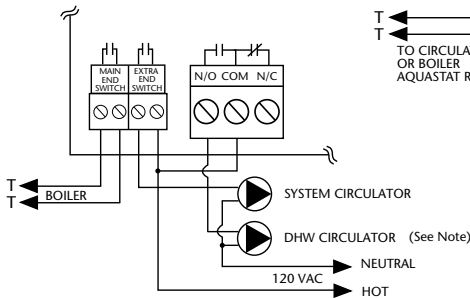 T
T
TO CIRCULA
OR BOILER
AQUASTAT R
MAIN END SWITCH
EXTRA END SWITCH
N/O COM N/C
T
T
BOILER
SYSTEM CIRCULATOR
DHW CIRCULATOR (See Note)
NEUTRAL
120 VAC
HOT